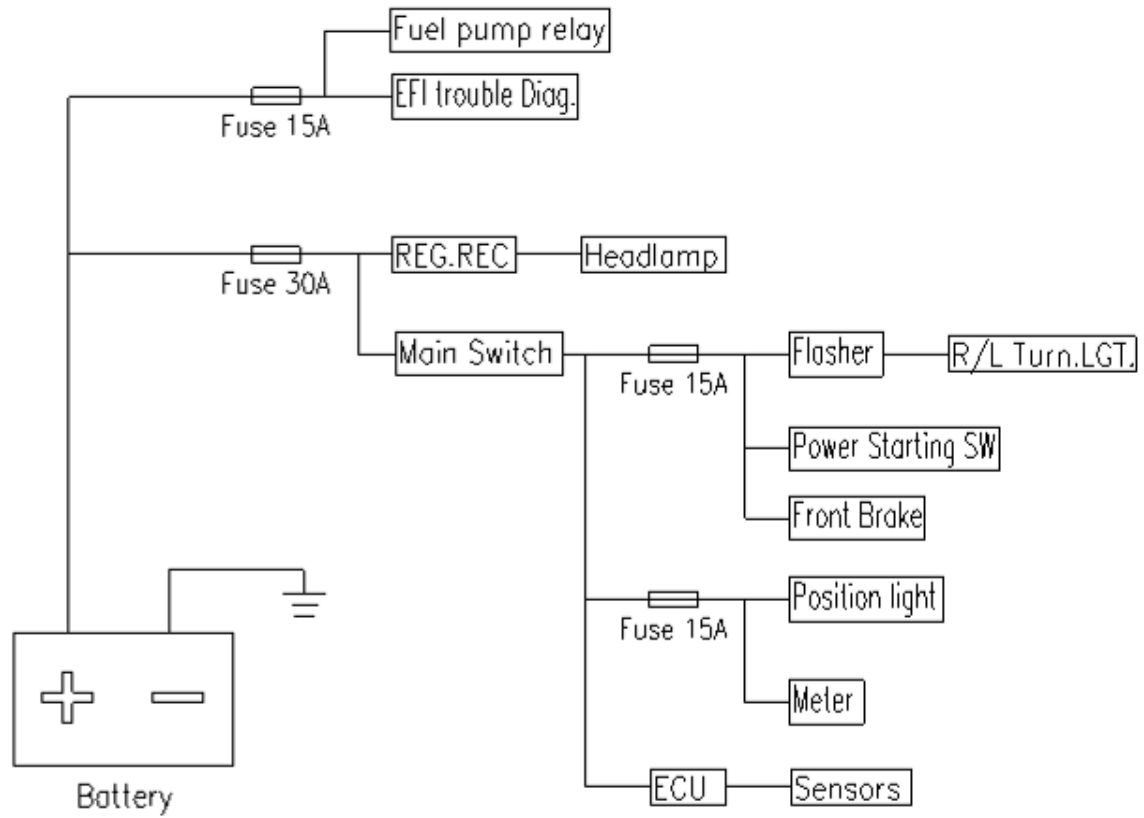 Fuel pump relay
EFI trouble Diag.
Fuse 15A
REG.REC
Headlamp
Fuse 30A
Main Switch
Fuse 15A
Flasher
R/L Turn.LGT.
Power Starting SW
Front Brake
Position light
Fuse 15A
Meter
ECU
Sensors
Battery